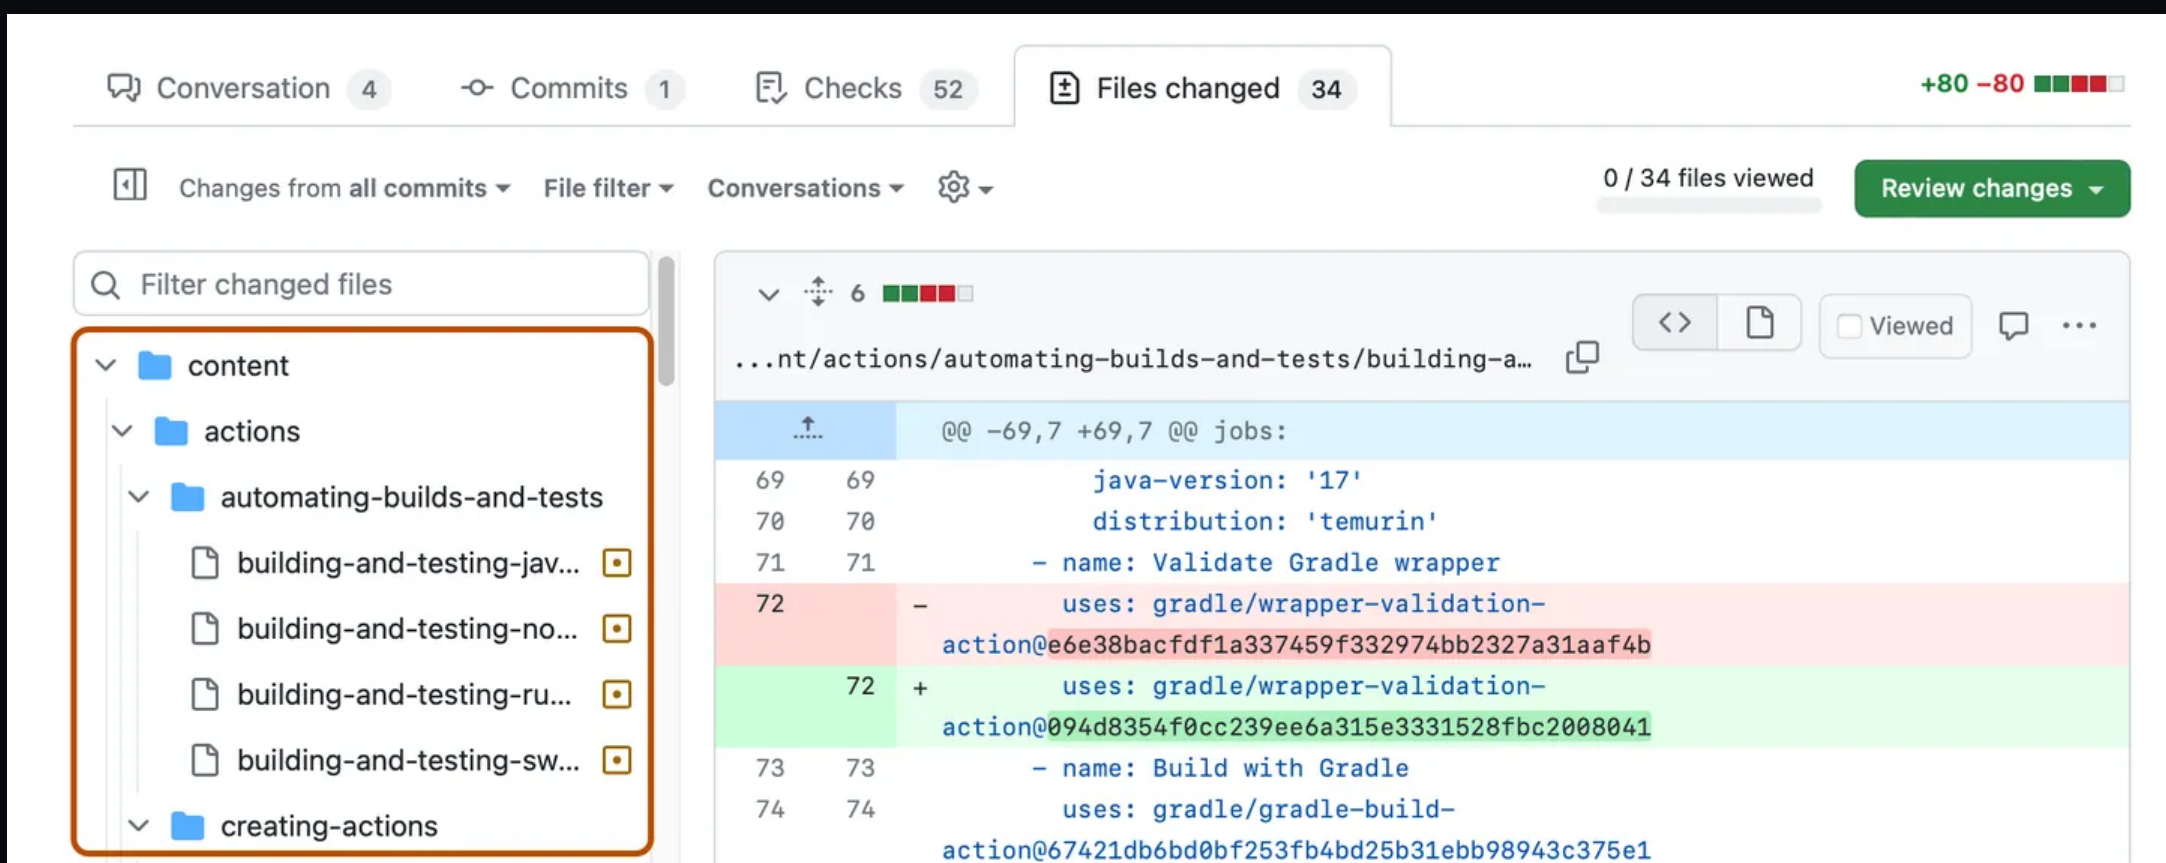 Conversation 4 Commits 1 Checks 52 Files changed 34 +80 −80
Changes from all commits File filter Conversations 0 / 34 files viewed Review changes
Filter changed files
content
actions
automating-builds-and-tests
building-and-testing-jav...
building-and-testing-no...
building-and-testing-ru...
building-and-testing-sw...
creating-actions
6
...nt/actions/automating-builds-and-tests/building-a… Viewed
@@ -69,7 +69,7 @@ jobs:
69 69 java-version: '17'
70 70 distribution: 'temurin'
71 71 - name: Validate Gradle wrapper
72 - uses: gradle/wrapper-validation-
action@e6e38bacfdf1a337459f332974bb2327a31aaf4b
72 + uses: gradle/wrapper-validation-
action@094d8354f0cc239ee6a315e3331528fbc2008041
73 73 - name: Build with Gradle
74 74 uses: gradle/gradle-build-
action@67421db6bd0bf253fb4bd25b31ebb98943c375e1